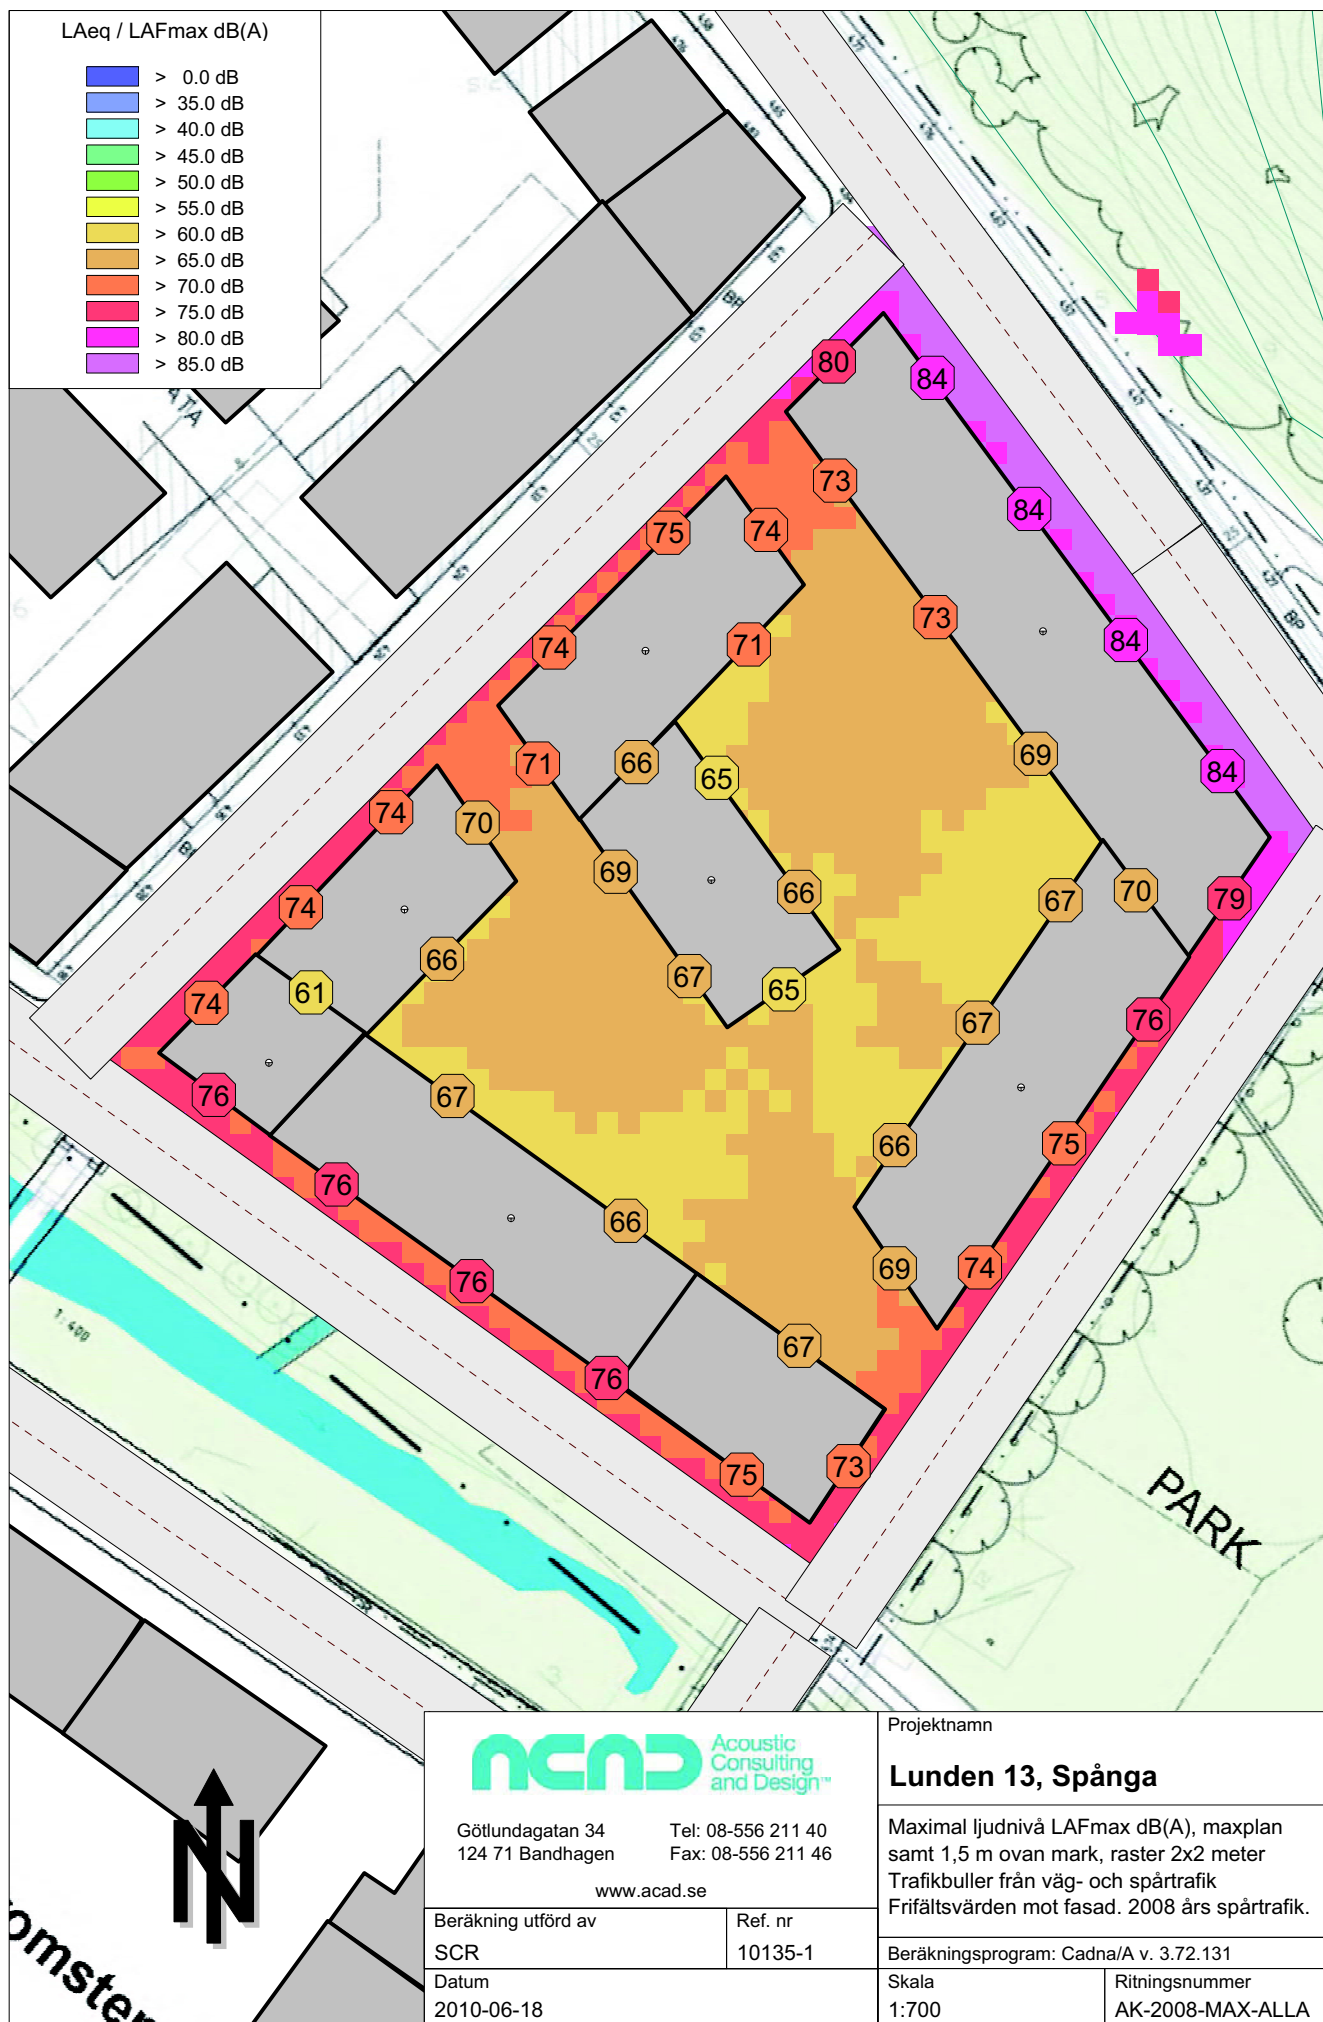 LAeq / LAFmax dB(A)
> 0.0 dB
> 35.0 dB
> 40.0 dB
> 45.0 dB
> 50.0 dB
> 55.0 dB
> 60.0 dB
> 65.0 dB
> 70.0 dB
> 75.0 dB
> 80.0 dB
> 85.0 dB
80
84
73
84
75
74
73
84
74
71
69
84
71
66
65
74
70
69
66
67
70
79
74
66
67
65
67
76
74
61
76
67
66
75
76
66
69
74
76
67
76
75
73
1:400
BP
BP
PARK
N
Acoustic
Consulting
and Design™
Götlundagatan 34
124 71 Bandhagen
Tel: 08-556 211 40
Fax: 08-556 211 46
www.acad.se
Beräkning utförd av
SCR
Ref. nr
10135-1
Datum
2010-06-18
Projektnamn
Lunden 13, Spånga
Maximal ljudnivå LAFmax dB(A), maxplan
samt 1,5 m ovan mark, raster 2x2 meter
Trafikbuller från väg- och spårtrafik
Frifältsvärden mot fasad. 2008 års spårtrafik.
Beräkningsprogram: Cadna/A v. 3.72.131
Skala
1:700
Ritningsnummer
AK-2008-MAX-ALLA